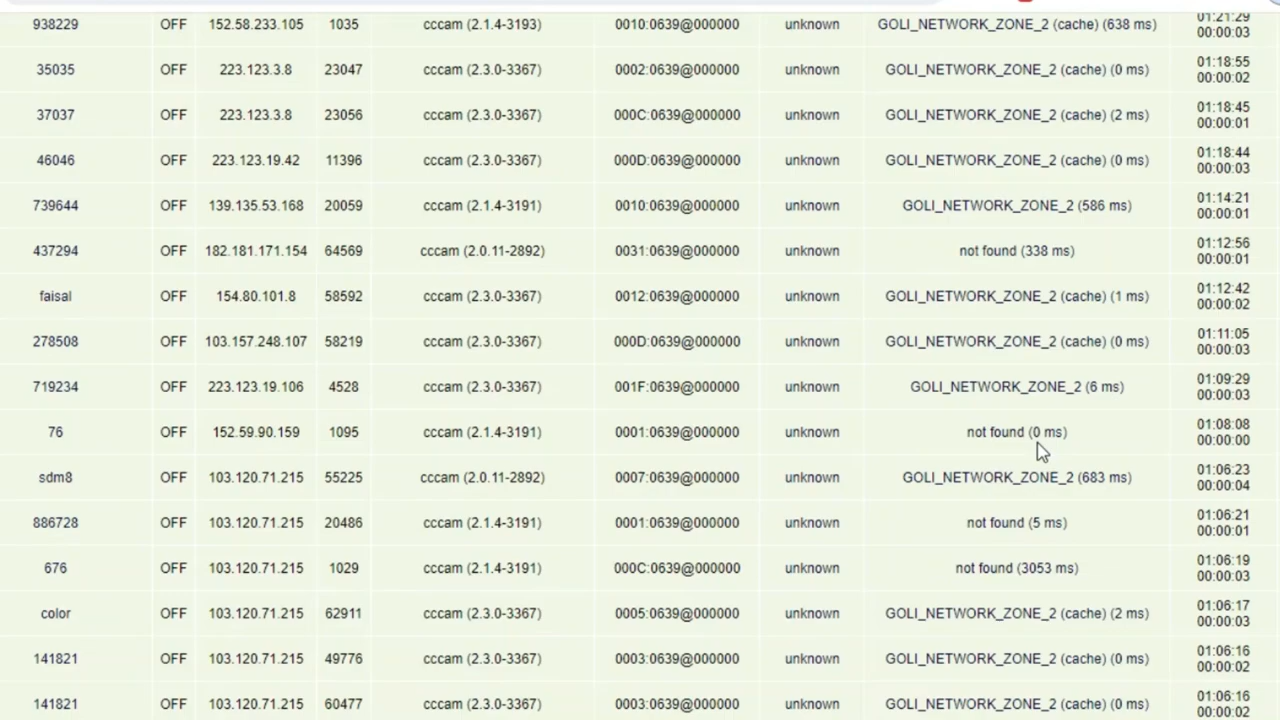 938229 OFF 152.58.233.105 1035 cccam (2.1.4-3193) 0010:0639@000000 unknown GOLI_NETWORK_ZONE_2 (cache) (638 ms) 01:21:29
00:00:03
35035 OFF 223.123.3.8 23047 cccam (2.3.0-3367) 0002:0639@000000 unknown GOLI_NETWORK_ZONE_2 (cache) (0 ms) 01:18:55
00:00:02
37037 OFF 223.123.3.8 23056 cccam (2.3.0-3367) 000C:0639@000000 unknown GOLI_NETWORK_ZONE_2 (cache) (2 ms) 01:18:45
00:00:01
46046 OFF 223.123.19.42 11396 cccam (2.3.0-3367) 000D:0639@000000 unknown GOLI_NETWORK_ZONE_2 (cache) (0 ms) 01:18:44
00:00:03
739644 OFF 139.135.53.168 20059 cccam (2.1.4-3191) 0010:0639@000000 unknown GOLI_NETWORK_ZONE_2 (586 ms) 01:14:21
00:00:01
437294 OFF 182.181.171.154 64569 cccam (2.0.11-2892) 0031:0639@000000 unknown not found (338 ms) 01:12:56
00:00:01
faisal OFF 154.80.101.8 58592 cccam (2.3.0-3367) 0012:0639@000000 unknown GOLI_NETWORK_ZONE_2 (cache) (1 ms) 01:12:42
00:00:02
278508 OFF 103.157.248.107 58219 cccam (2.3.0-3367) 000D:0639@000000 unknown GOLI_NETWORK_ZONE_2 (cache) (0 ms) 01:11:05
00:00:03
719234 OFF 223.123.19.106 4528 cccam (2.3.0-3367) 001F:0639@000000 unknown GOLI_NETWORK_ZONE_2 (6 ms) 01:09:29
00:00:03
76 OFF 152.59.90.159 1095 cccam (2.1.4-3191) 0001:0639@000000 unknown not found (0 ms) 01:08:08
00:00:00
sdm8 OFF 103.120.71.215 55225 cccam (2.0.11-2892) 0007:0639@000000 unknown GOLI_NETWORK_ZONE_2 (683 ms) 01:06:23
00:00:04
886728 OFF 103.120.71.215 20486 cccam (2.1.4-3191) 0001:0639@000000 unknown not found (5 ms) 01:06:21
00:00:01
676 OFF 103.120.71.215 1029 cccam (2.1.4-3191) 000C:0639@000000 unknown not found (3053 ms) 01:06:19
00:00:03
color OFF 103.120.71.215 62911 cccam (2.3.0-3367) 0005:0639@000000 unknown GOLI_NETWORK_ZONE_2 (cache) (2 ms) 01:06:17
00:00:03
141821 OFF 103.120.71.215 49776 cccam (2.3.0-3367) 0003:0639@000000 unknown GOLI_NETWORK_ZONE_2 (cache) (0 ms) 01:06:16
00:00:02
141821 OFF 103.120.71.215 60477 cccam (2.3.0-3367) 0003:0639@000000 unknown GOLI_NETWORK_ZONE_2 (cache) (0 ms) 01:06:16
00:00:02